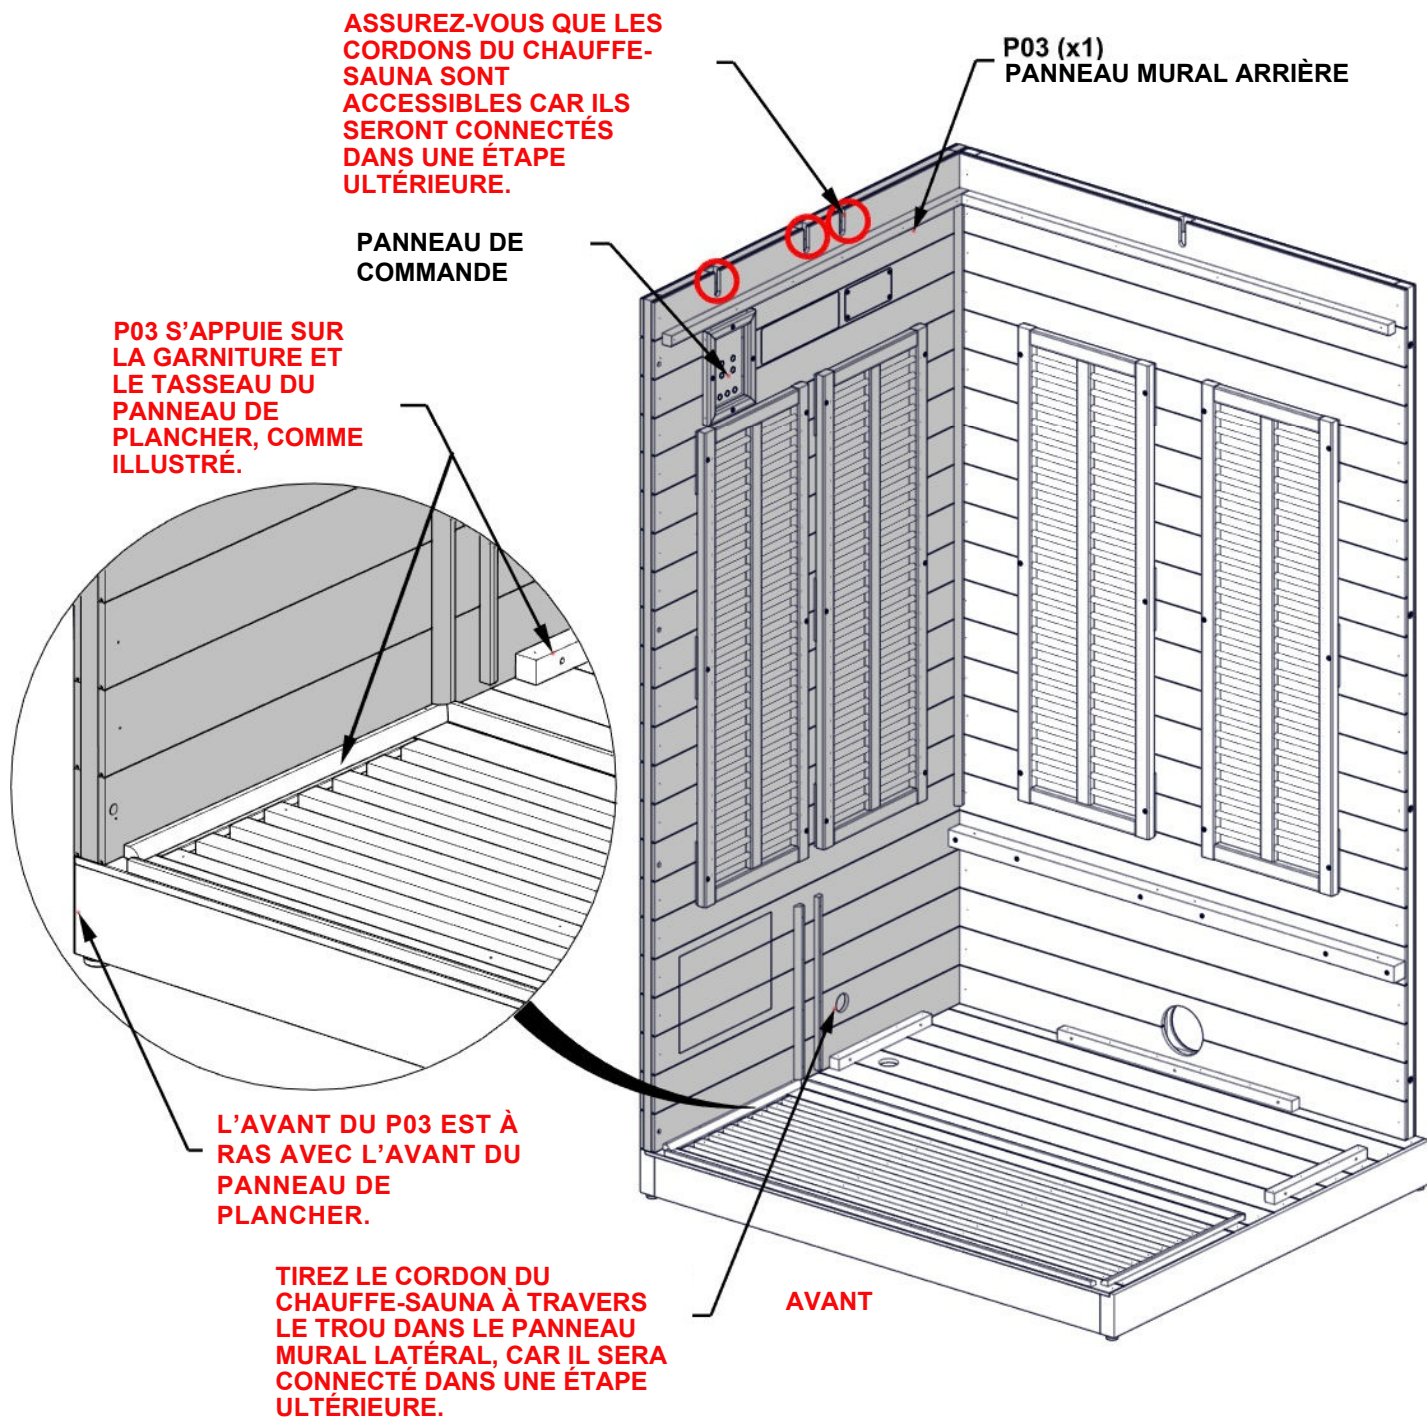 ASSUREZ-VOUS QUE LES
CORDONS DU CHAUFFE-
SAUNA SONT
ACCESSIBLES CAR ILS
SERONT CONNECTÉS
DANS UNE ÉTAPE
ULTÉRIEURE.
P03 (x1)
PANNEAU MURAL ARRIÈRE
PANNEAU DE
COMMANDE
P03 S’APPUIE SUR
LA GARNITURE ET
LE TASSEAU DU
PANNEAU DE
PLANCHER, COMME
ILLUSTRÉ.
L’AVANT DU P03 EST À
RAS AVEC L’AVANT DU
PANNEAU DE
PLANCHER.
TIREZ LE CORDON DU
CHAUFFE-SAUNA À TRAVERS
LE TROU DANS LE PANNEAU
MURAL LATÉRAL, CAR IL SERA
CONNECTÉ DANS UNE ÉTAPE
ULTÉRIEURE.
AVANT